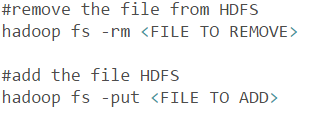 #remove the file from HDFS
hadoop fs -rm <FILE TO REMOVE>
#add the file HDFS
hadoop fs -put <FILE TO ADD>